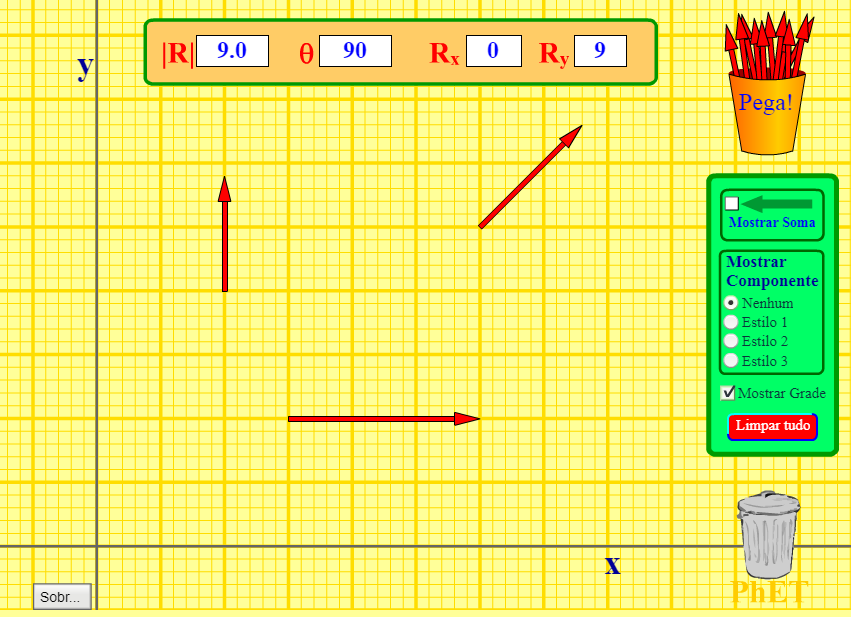 |R| 9.0 θ 90 Rx 0 Ry 9
y
Pega!
Mostrar Soma
Mostrar
Componente
Nenhum
Estilo 1
Estilo 2
Estilo 3
Mostrar Grade
Limpar tudo
x
Sobr...
PhET